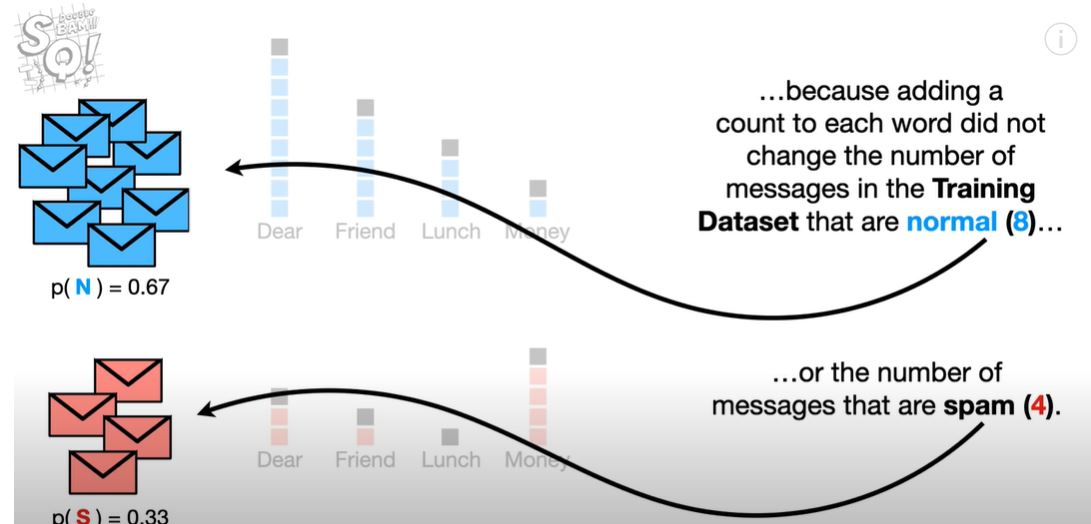 DOUBLE
BAM!!!
SQ!
i
...because adding a
count to each word did not
change the number of
messages in the Training
Dataset that are normal (8)...
Dear Friend Lunch Money
p( N ) = 0.67
...or the number of
messages that are spam (4).
Dear Friend Lunch Money
p( S ) = 0.33